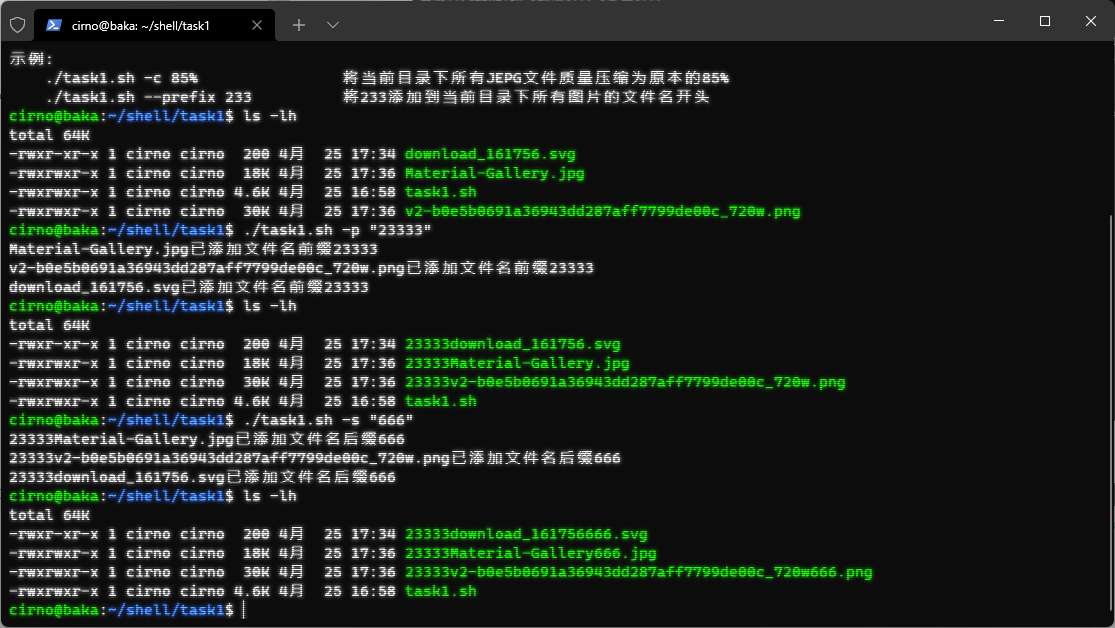 cirno@baka: ~/shell/task1
示例:
./task1.sh -c 85% 将当前目录下所有JEPG文件质量压缩为原本的85%
./task1.sh --prefix 233 将233添加到当前目录下所有图片的文件名开头
cirno@baka:~/shell/task1$ ls -lh
total 64K
-rwxr-xr-x 1 cirno cirno 200 4月 25 17:34 download_161756.svg
-rwxrwxr-x 1 cirno cirno 18K 4月 25 17:36 Material-Gallery.jpg
-rwxrwxr-x 1 cirno cirno 4.6K 4月 25 16:58 task1.sh
-rwxrwxr-x 1 cirno cirno 30K 4月 25 17:36 v2-b0e5b0691a36943dd287aff7799de00c_720w.png
cirno@baka:~/shell/task1$ ./task1.sh -p "23333"
Material-Gallery.jpg已添加文件名前缀23333
v2-b0e5b0691a36943dd287aff7799de00c_720w.png已添加文件名前缀23333
download_161756.svg已添加文件名前缀23333
cirno@baka:~/shell/task1$ ls -lh
total 64K
-rwxr-xr-x 1 cirno cirno 200 4月 25 17:34 23333download_161756.svg
-rwxrwxr-x 1 cirno cirno 18K 4月 25 17:36 23333Material-Gallery.jpg
-rwxrwxr-x 1 cirno cirno 30K 4月 25 17:36 23333v2-b0e5b0691a36943dd287aff7799de00c_720w.png
-rwxrwxr-x 1 cirno cirno 4.6K 4月 25 16:58 task1.sh
cirno@baka:~/shell/task1$ ./task1.sh -s "666"
23333Material-Gallery.jpg已添加文件名后缀666
23333v2-b0e5b0691a36943dd287aff7799de00c_720w.png已添加文件名后缀666
23333download_161756.svg已添加文件名后缀666
cirno@baka:~/shell/task1$ ls -lh
total 64K
-rwxr-xr-x 1 cirno cirno 200 4月 25 17:34 23333download_161756666.svg
-rwxrwxr-x 1 cirno cirno 18K 4月 25 17:36 23333Material-Gallery666.jpg
-rwxrwxr-x 1 cirno cirno 30K 4月 25 17:36 23333v2-b0e5b0691a36943dd287aff7799de00c_720w666.png
-rwxrwxr-x 1 cirno cirno 4.6K 4月 25 16:58 task1.sh
cirno@baka:~/shell/task1$